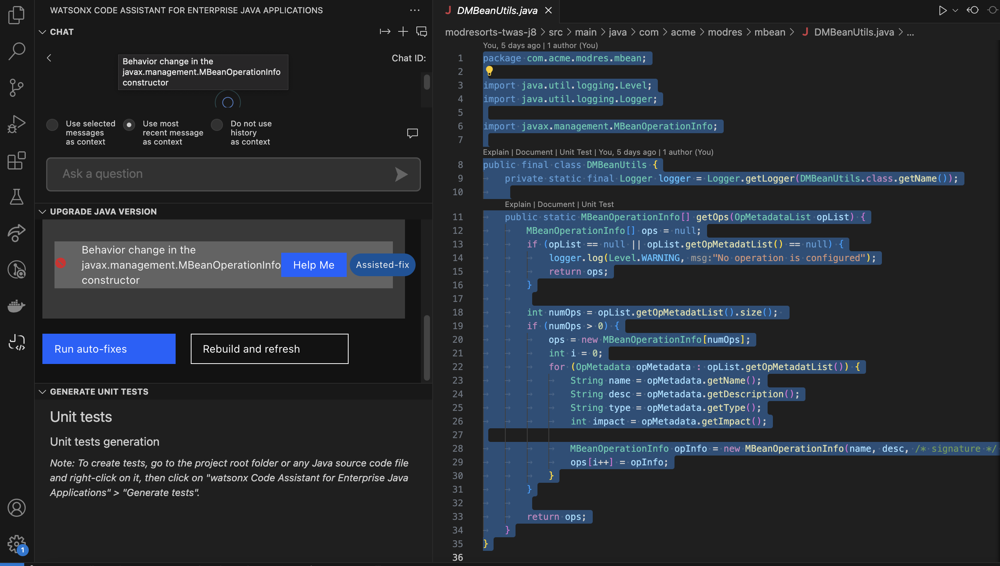 WATSONX CODE ASSISTANT FOR ENTERPRISE JAVA APPLICATIONS
CHAT
Chat ID:
Behavior change in the
javax.management.MBeanOperationInfo
constructor
Use selected
messages
as context
Use most
recent message
as context
Do not use
history
as context
Ask a question
UPGRADE JAVA VERSION
Behavior change in the
javax.management.MBeanOperationInfo
constructor
Help Me
Assisted-fix
Run auto-fixes
Rebuild and refresh
GENERATE UNIT TESTS
Unit tests
Unit tests generation
Note: To create tests, go to the project root folder or any Java source code file
and right-click on it, then click on "watsonx Code Assistant for Enterprise Java
Applications" > "Generate tests".
1
J DMBeanUtils.java
modresorts-twas-j8 > src > main > java > com > acme > modres > mbean > J DMBeanUtils.java > ...
You, 5 days ago | 1 author (You)
1 package com.acme.modres.mbean;
2
3 import java.util.logging.Level;
4 import java.util.logging.Logger;
5
6 import javax.management.MBeanOperationInfo;
7
Explain | Document | Unit Test | You, 5 days ago | 1 author (You)
8 public final class DMBeanUtils {
9 private static final Logger logger = Logger.getLogger(DMBeanUtils.class.getName());
10
Explain | Document | Unit Test
11 public static MBeanOperationInfo[] getOps(OpMetadataList opList) {
12 MBeanOperationInfo[] ops = null;
13 if (opList == null || opList.getOpMetadatList() == null) {
14 logger.log(Level.WARNING, msg:"No operation is configured");
15 return ops;
16 }
17
18 int numOps = opList.getOpMetadatList().size();
19 if (numOps > 0) {
20 ops = new MBeanOperationInfo[numOps];
21 int i = 0;
22 for (OpMetadata opMetadata : opList.getOpMetadatList()) {
23 String name = opMetadata.getName();
24 String desc = opMetadata.getDescription();
25 String type = opMetadata.getType();
26 int impact = opMetadata.getImpact();
27
28 MBeanOperationInfo opInfo = new MBeanOperationInfo(name, desc, /* signature */
29 ops[i++] = opInfo;
30 }
31 }
32
33 return ops;
34 }
35 }
36